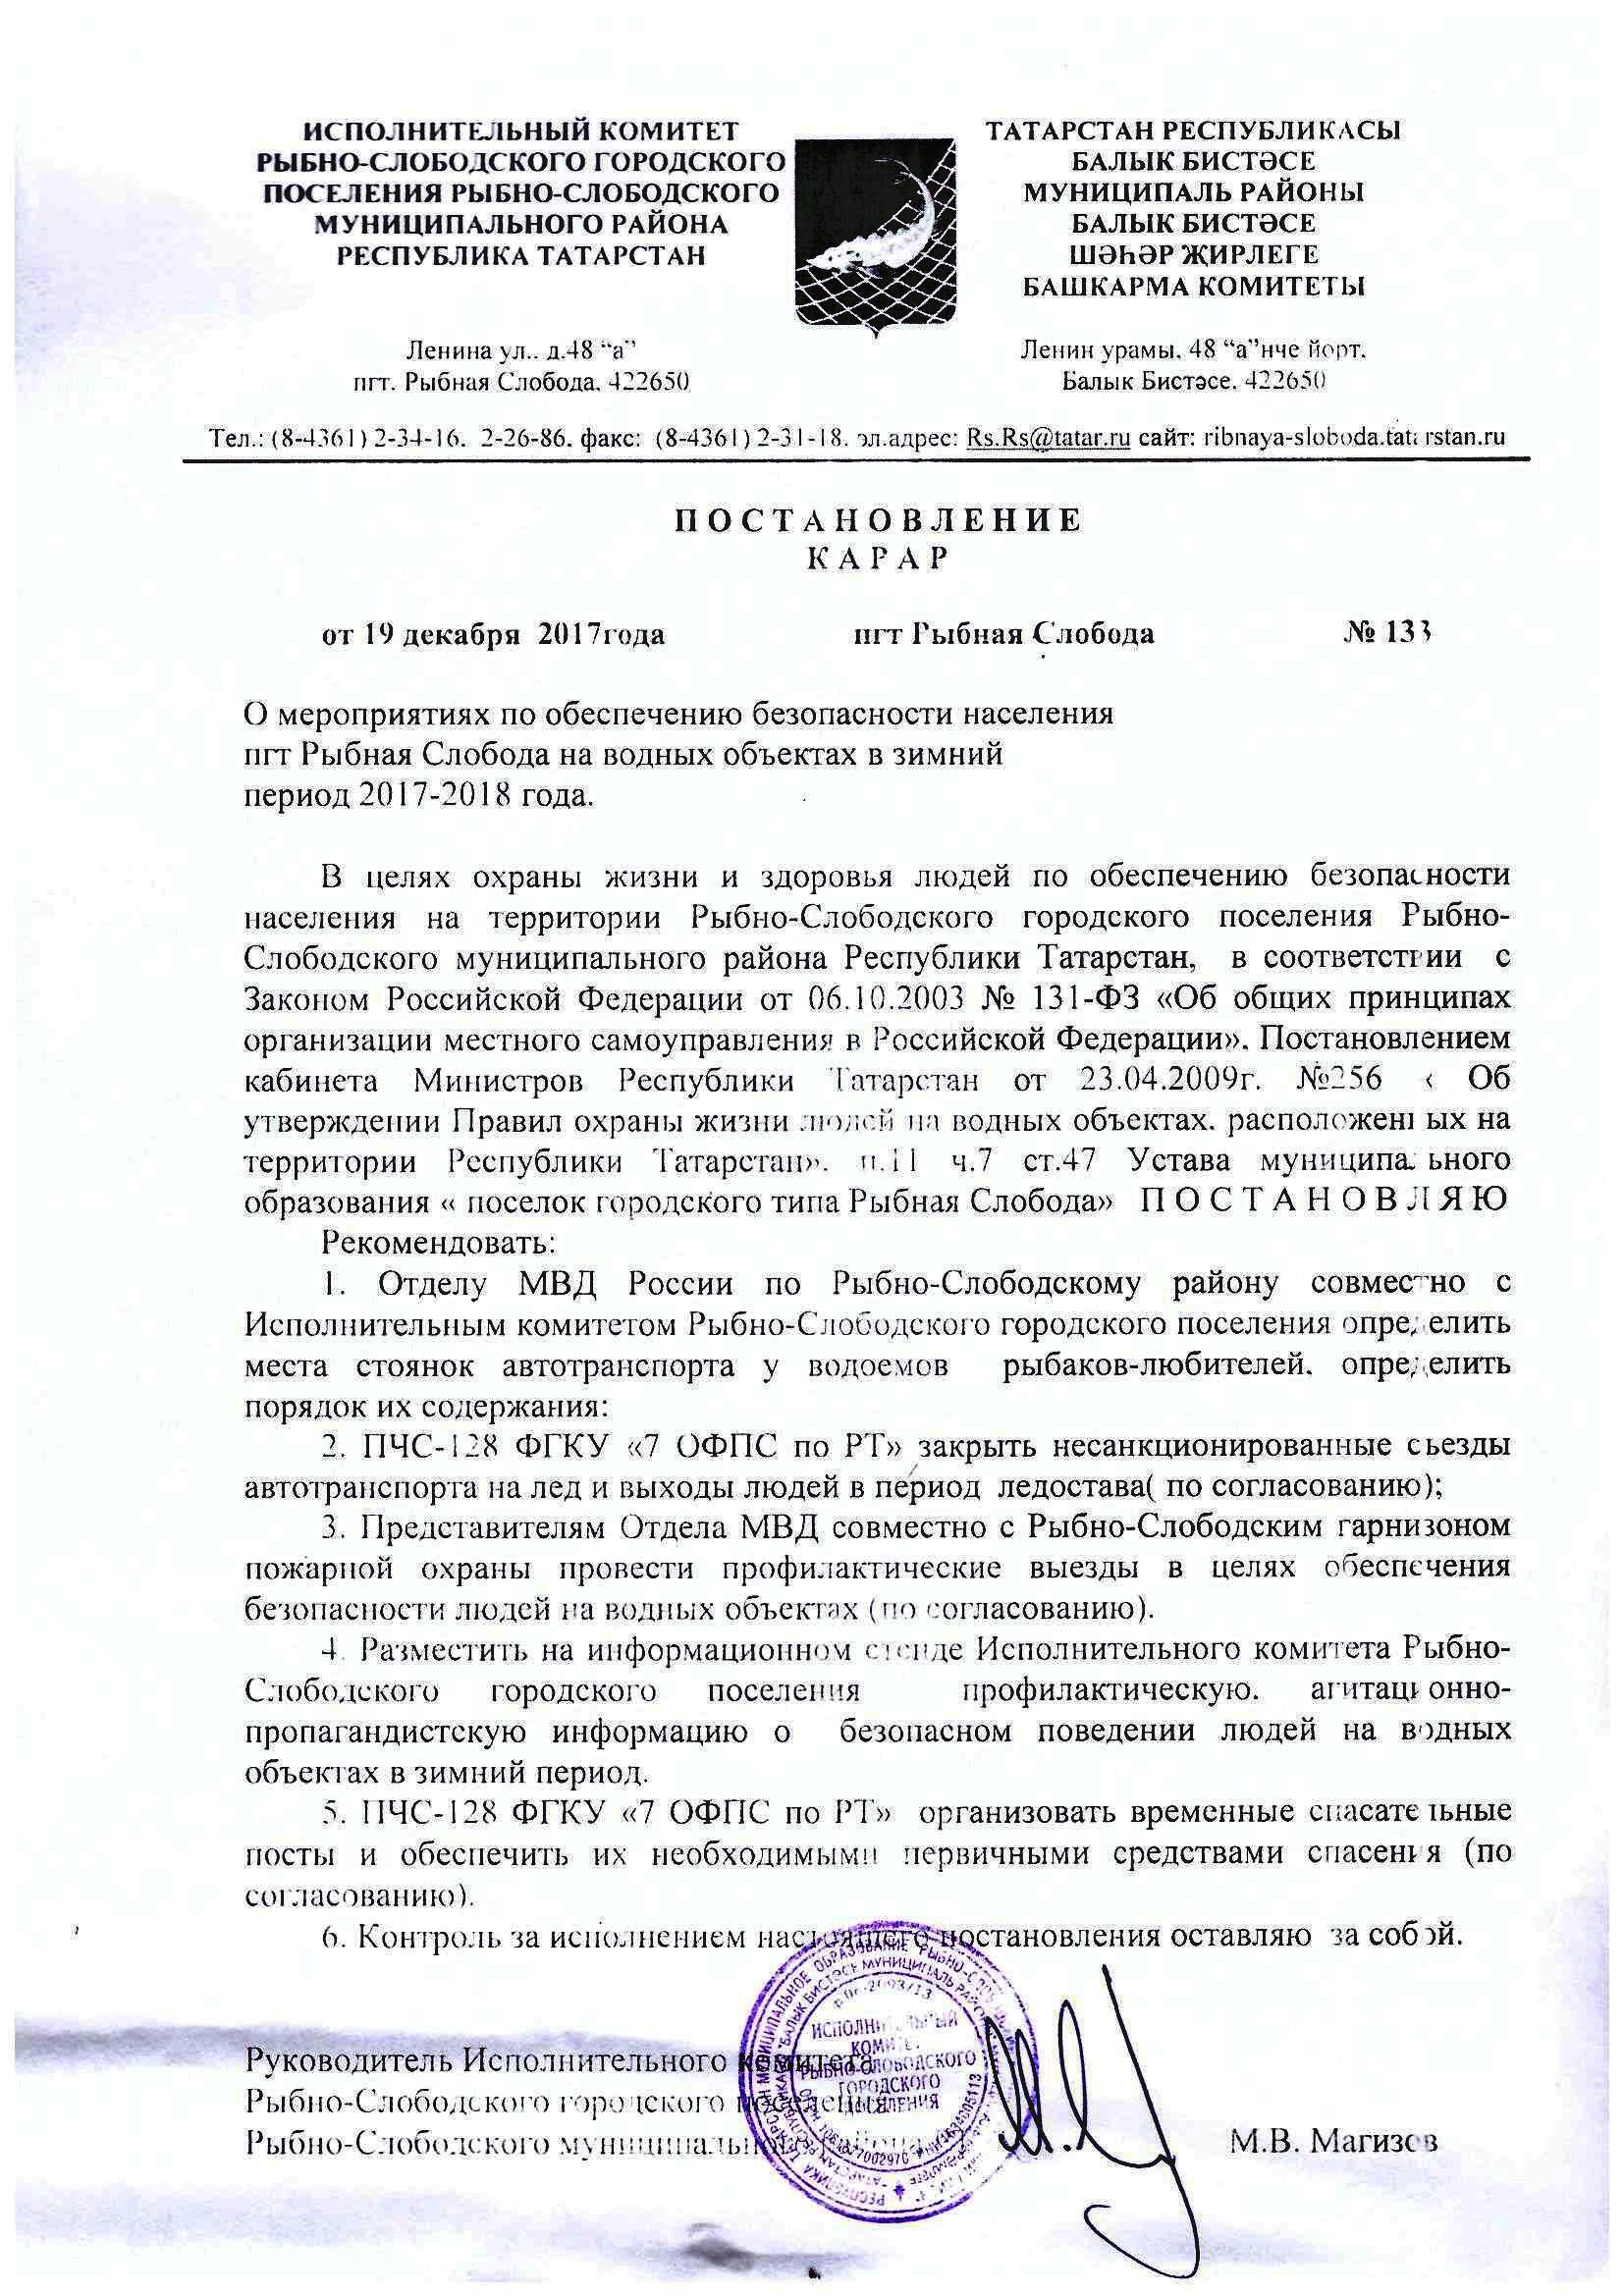 ИСПОЛНИТЕЛЬНЫЙ КОМИТЕТ
РЫБНО-СЛОБОДСКОГО ГОРОДСКОГО
ПОСЕЛЕНИЯ РЫБНО-СЛОБОДСКОГО
МУНИЦИПАЛЬНОГО РАЙОНА
РЕСПУБЛИКА ТАТАРСТАН
Ленина ул., д.48 “а”
пгт. Рыбная Слобода, 422650
ТАТАРСТАН РЕСПУБЛИКАСЫ
БАЛЫК БИСТӘСЕ
МУНИЦИПАЛЬ РАЙОНЫ
БАЛЫК БИСТӘСЕ
ШӘҺӘР ҖИРЛЕГЕ
БАШКАРМА КОМИТЕТЫ
Ленин урамы, 48 “а”нче йорт,
Балык Бистәсе, 422650
Тел.: (8-4361) 2-34-16, 2-26-86, факс: (8-4361) 2-31-18, эл.адрес: Rs.Rs@tatar.ru сайт: ribnaya-sloboda.tatarstan.ru
П О С Т А Н О В Л Е Н И Е
К А Р А Р
от 19 декабря 2017года пгт Рыбная Слобода № 133
О мероприятиях по обеспечению безопасности населения
пгт Рыбная Слобода на водных объектах в зимний
период 2017-2018 года.
В целях охраны жизни и здоровья людей по обеспечению безопасности
населения на территории Рыбно-Слободского городского поселения Рыбно-
Слободского муниципального района Республики Татарстан, в соответствии с
Законом Российской Федерации от 06.10.2003 № 131-ФЗ «Об общих принципах
организации местного самоуправления в Российской Федерации», Постановлением
кабинета Министров Республики Татарстан от 23.04.2009г. №256 « Об
утверждении Правил охраны жизни людей на водных объектах, расположенных на
территории Республики Татарстан», п.11 ч.7 ст.47 Устава муниципального
образования « поселок городского типа Рыбная Слобода» П О С Т А Н О В Л Я Ю
Рекомендовать:
1. Отделу МВД России по Рыбно-Слободскому району совместно с
Исполнительным комитетом Рыбно-Слободского городского поселения определить
места стоянок автотранспорта у водоемов рыбаков-любителей, определить
порядок их содержания:
2. ПЧС-128 ФГКУ «7 ОФПС по РТ» закрыть несанкционированные сьезды
автотранспорта на лед и выходы людей в период ледостава( по согласованию);
3. Представителям Отдела МВД совместно с Рыбно-Слободским гарнизоном
пожарной охраны провести профилактические выезды в целях обеспечения
безопасности людей на водных объектах (по согласованию).
4. Разместить на информационном стенде Исполнительного комитета Рыбно-
Слободского городского поселения профилактическую, агитационно-
пропагандистскую информацию о безопасном поведении людей на водных
объектах в зимний период.
5. ПЧС-128 ФГКУ «7 ОФПС по РТ» организовать временные спасательные
посты и обеспечить их необходимыми первичными средствами спасения (по
согласованию).
6. Контроль за исполнением настоящего постановления оставляю за собой.
Руководитель Исполнительного комитета
Рыбно-Слободского городского поселения
Рыбно-Слободского муниципального района
М.В. Магизов
ИСПОЛНИТЕЛЬНЫЙ
КОМИТЕТ
РЫБНО-СЛОБОДСКОГО
ГОРОДСКОГО
ПОСЕЛЕНИЯ